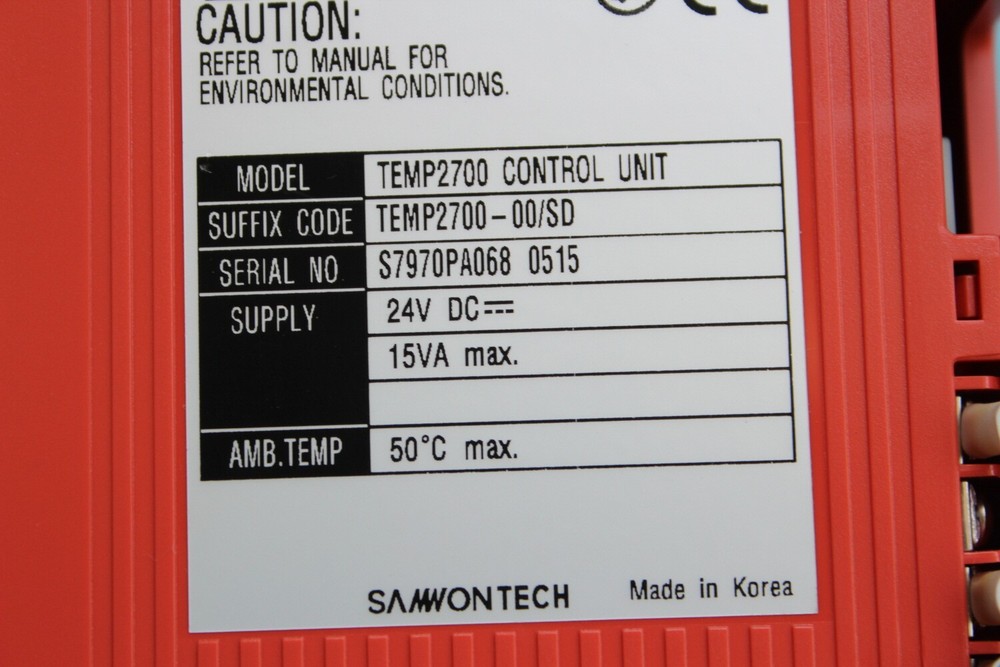 CAUTION:
REFER TO MANUAL FOR
ENVIRONMENTAL CONDITIONS.
MODEL TEMP2700 CONTROL UNIT
SUFFIX CODE TEMP2700-00/SD
SERIAL NO S7970PA068 0515
SUPPLY 24V DC⎓
15VA max.
AMB.TEMP 50°C max.
SAMWONTECH Made in Korea